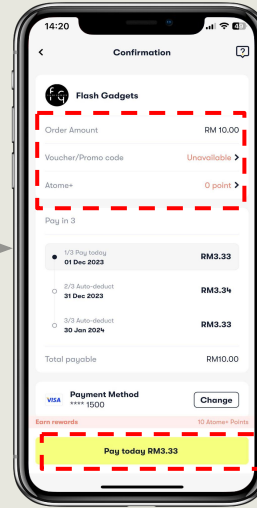 14:20
Confirmation
Flash Gadgets
Order Amount RM 10.00
Voucher/Promo code Unavailable >
Atome+ 0 point >
Pay in 3
1/3 Pay today
01 Dec 2023 RM3.33
2/3 Auto-deduct
31 Dec 2023 RM3.34
3/3 Auto-deduct
30 Jan 2024 RM3.33
Total payable RM10.00
VISA Payment Method
**** 1500 Change
Earn rewards 10 Atome+ Points
Pay today RM3.33